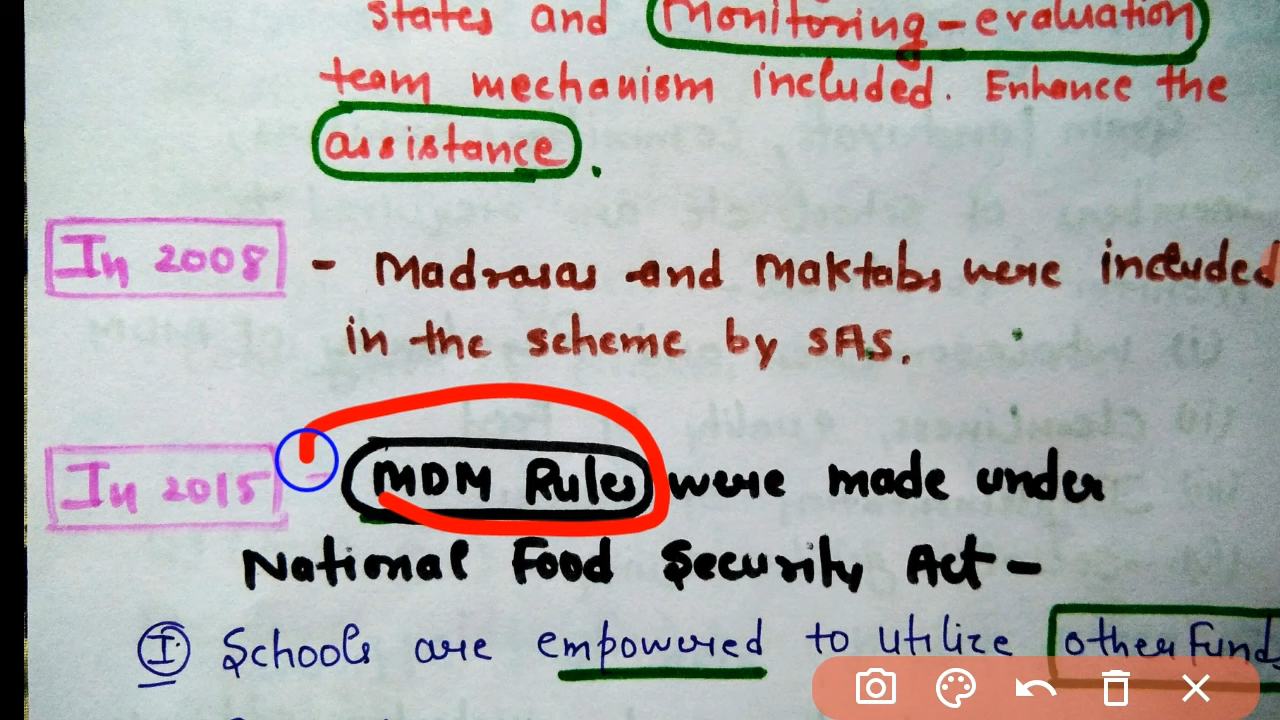 states and Monitoring-evaluation
team mechanism included. Enhance the
assistance.
In 2008 - Madrasas and Maktabs were included
in the scheme by SAS.
In 2015 - MDM Rules were made under
National Food Security Act -
I Schools are empowered to utilize other Fund